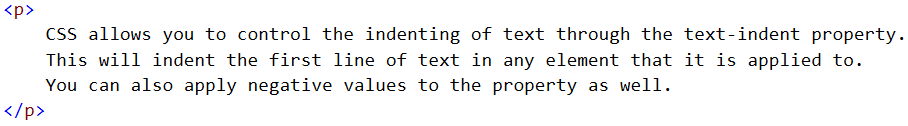 <p>
CSS allows you to control the indenting of text through the text-indent property.
This will indent the first line of text in any element that it is applied to.
You can also apply negative values to the property as well.
</p>